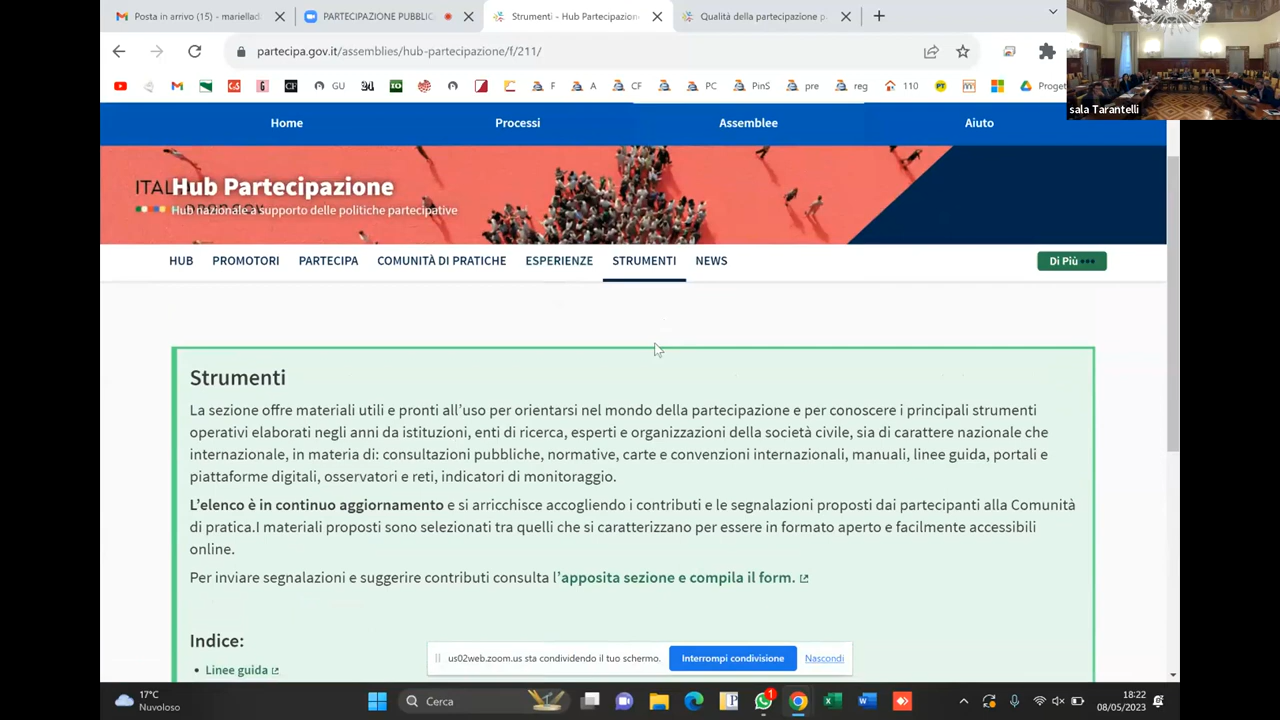 Posta in arrivo (15) - marielladi
PARTECIPAZIONE PUBBLIC
Strumenti - Hub Partecipazione
Qualità della partecipazione p
partecipa.gov.it/assemblies/hub-partecipazione/f/211/
GU
F
A
CF
PC
PinS
pre
reg
110
Proget
sala Tarantelli
Home
Processi
Assemblee
Aiuto
Hub Partecipazione
Hub nazionale a supporto delle politiche partecipative
HUB
PROMOTORI
PARTECIPA
COMUNITÀ DI PRATICHE
ESPERIENZE
STRUMENTI
NEWS
Di Più
Strumenti
La sezione offre materiali utili e pronti all'uso per orientarsi nel mondo della partecipazione e per conoscere i principali strumenti
operativi elaborati negli anni da istituzioni, enti di ricerca, esperti e organizzazioni della società civile, sia di carattere nazionale che
internazionale, in materia di: consultazioni pubbliche, normative, carte e convenzioni internazionali, manuali, linee guida, portali e
piattaforme digitali, osservatori e reti, indicatori di monitoraggio.
L'elenco è in continuo aggiornamento e si arricchisce accogliendo i contributi e le segnalazioni proposti dai partecipanti alla Comunità
di pratica.I materiali proposti sono selezionati tra quelli che si caratterizzano per essere in formato aperto e facilmente accessibili
online.
Per inviare segnalazioni e suggerire contributi consulta l'apposita sezione e compila il form.
Indice:
• Linee guida
us02web.zoom.us sta condividendo il tuo schermo.
Interrompi condivisione
Nascondi
17°C
Nuvoloso
Cerca
1
18:22
08/05/2023